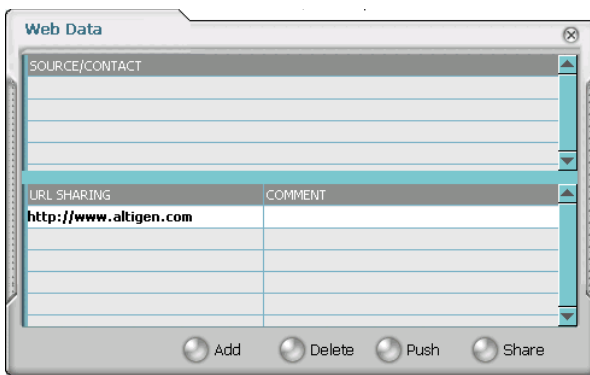 Web Data
SOURCE/CONTACT
URL SHARING COMMENT
http://www.altigen.com
Add Delete Push Share